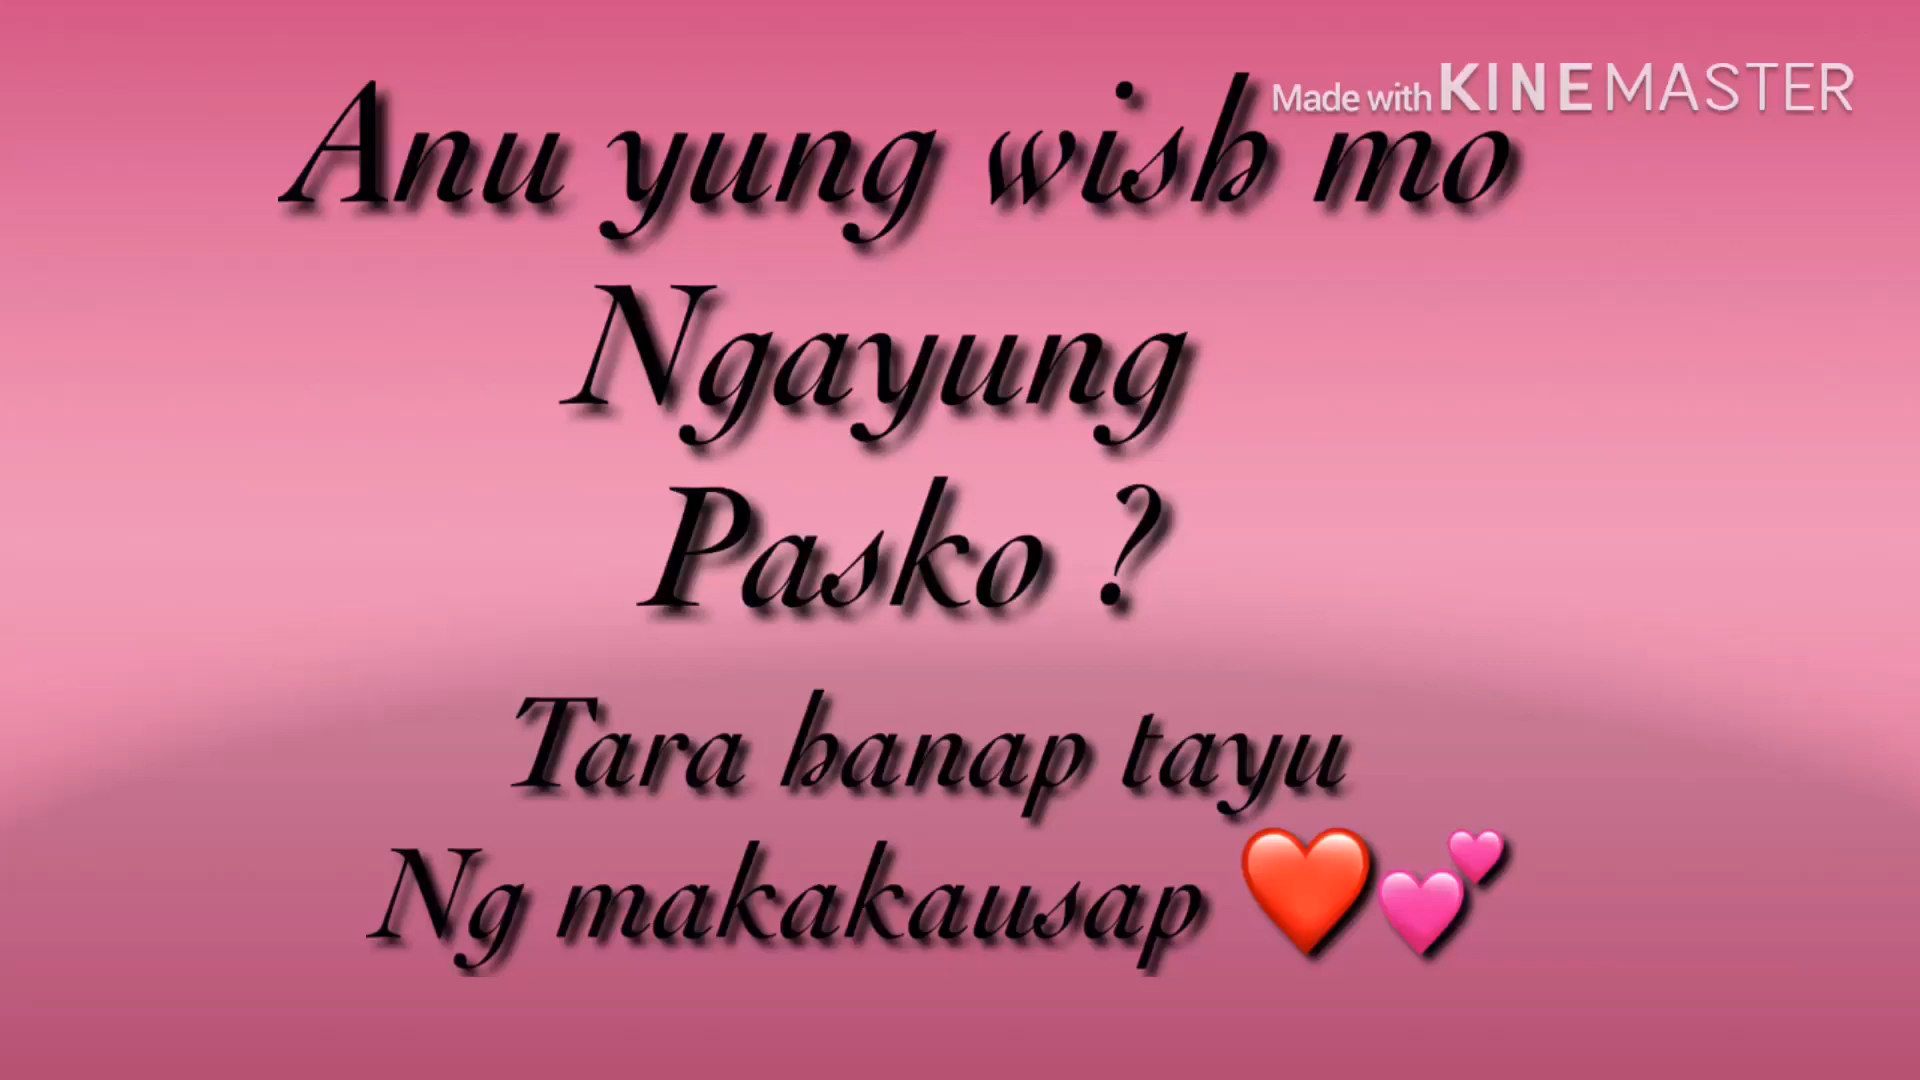 Made with KINEMASTER
Anu yung wish mo
Ngayung
Pasko ?
Tara hanap tayu
Ng makakausap ❤️💕